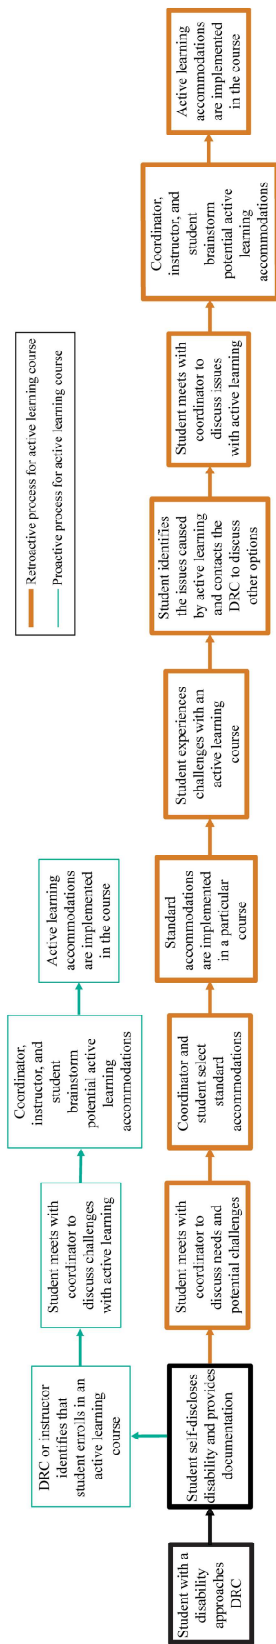 Retroactive process for active learning course
Proactive process for active learning course
DRC or instructor
identifies that
student enrolls in an
active learning
course
Student meets with
coordinator to
discuss challenges
with active learning
Coordinator,
instructor, and
student
brainstorm
potential active
learning
accommodations
Active learning
accommodations
are implemented
in the course
Student with a
disability
approaches
DRC
Student self-discloses
disability and provides
documentation
Student meets with
coordinator to
discuss needs and
potential challenges
Coordinator and
student select
standard
accommodations
Standard
accommodations
are implemented
in a particular
course
Student experiences
challenges with an
active learning
course
Student identifies
the issues caused
by active learning
and contacts the
DRC to discuss
other options
Student meets with
coordinator to
discuss issues
with active learning
Coordinator,
instructor, and
student
brainstorm
potential active
learning
accommodations
Active learning
accommodations
are implemented
in the course